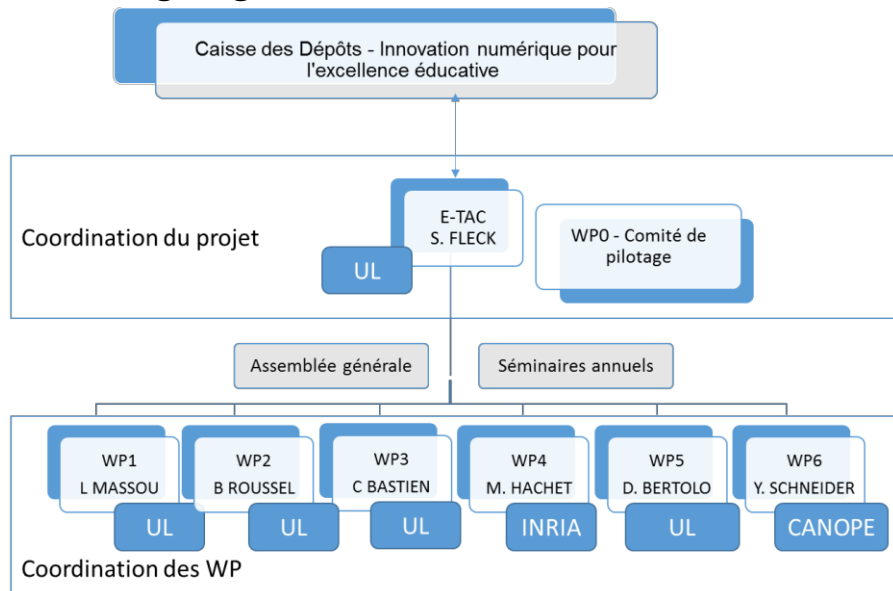 Caisse des Dépôts - Innovation numérique pour
l'excellence éducative
E-TAC
S. FLECK
UL
WP0 - Comité de
pilotage
Coordination du projet
Assemblée générale
Séminaires annuels
WP1
L MASSOU
UL
WP2
B ROUSSEL
UL
WP3
C BASTIEN
UL
WP4
M. HACHET
INRIA
WP5
D. BERTOLO
UL
WP6
Y. SCHNEIDER
CANOPE
Coordination des WP